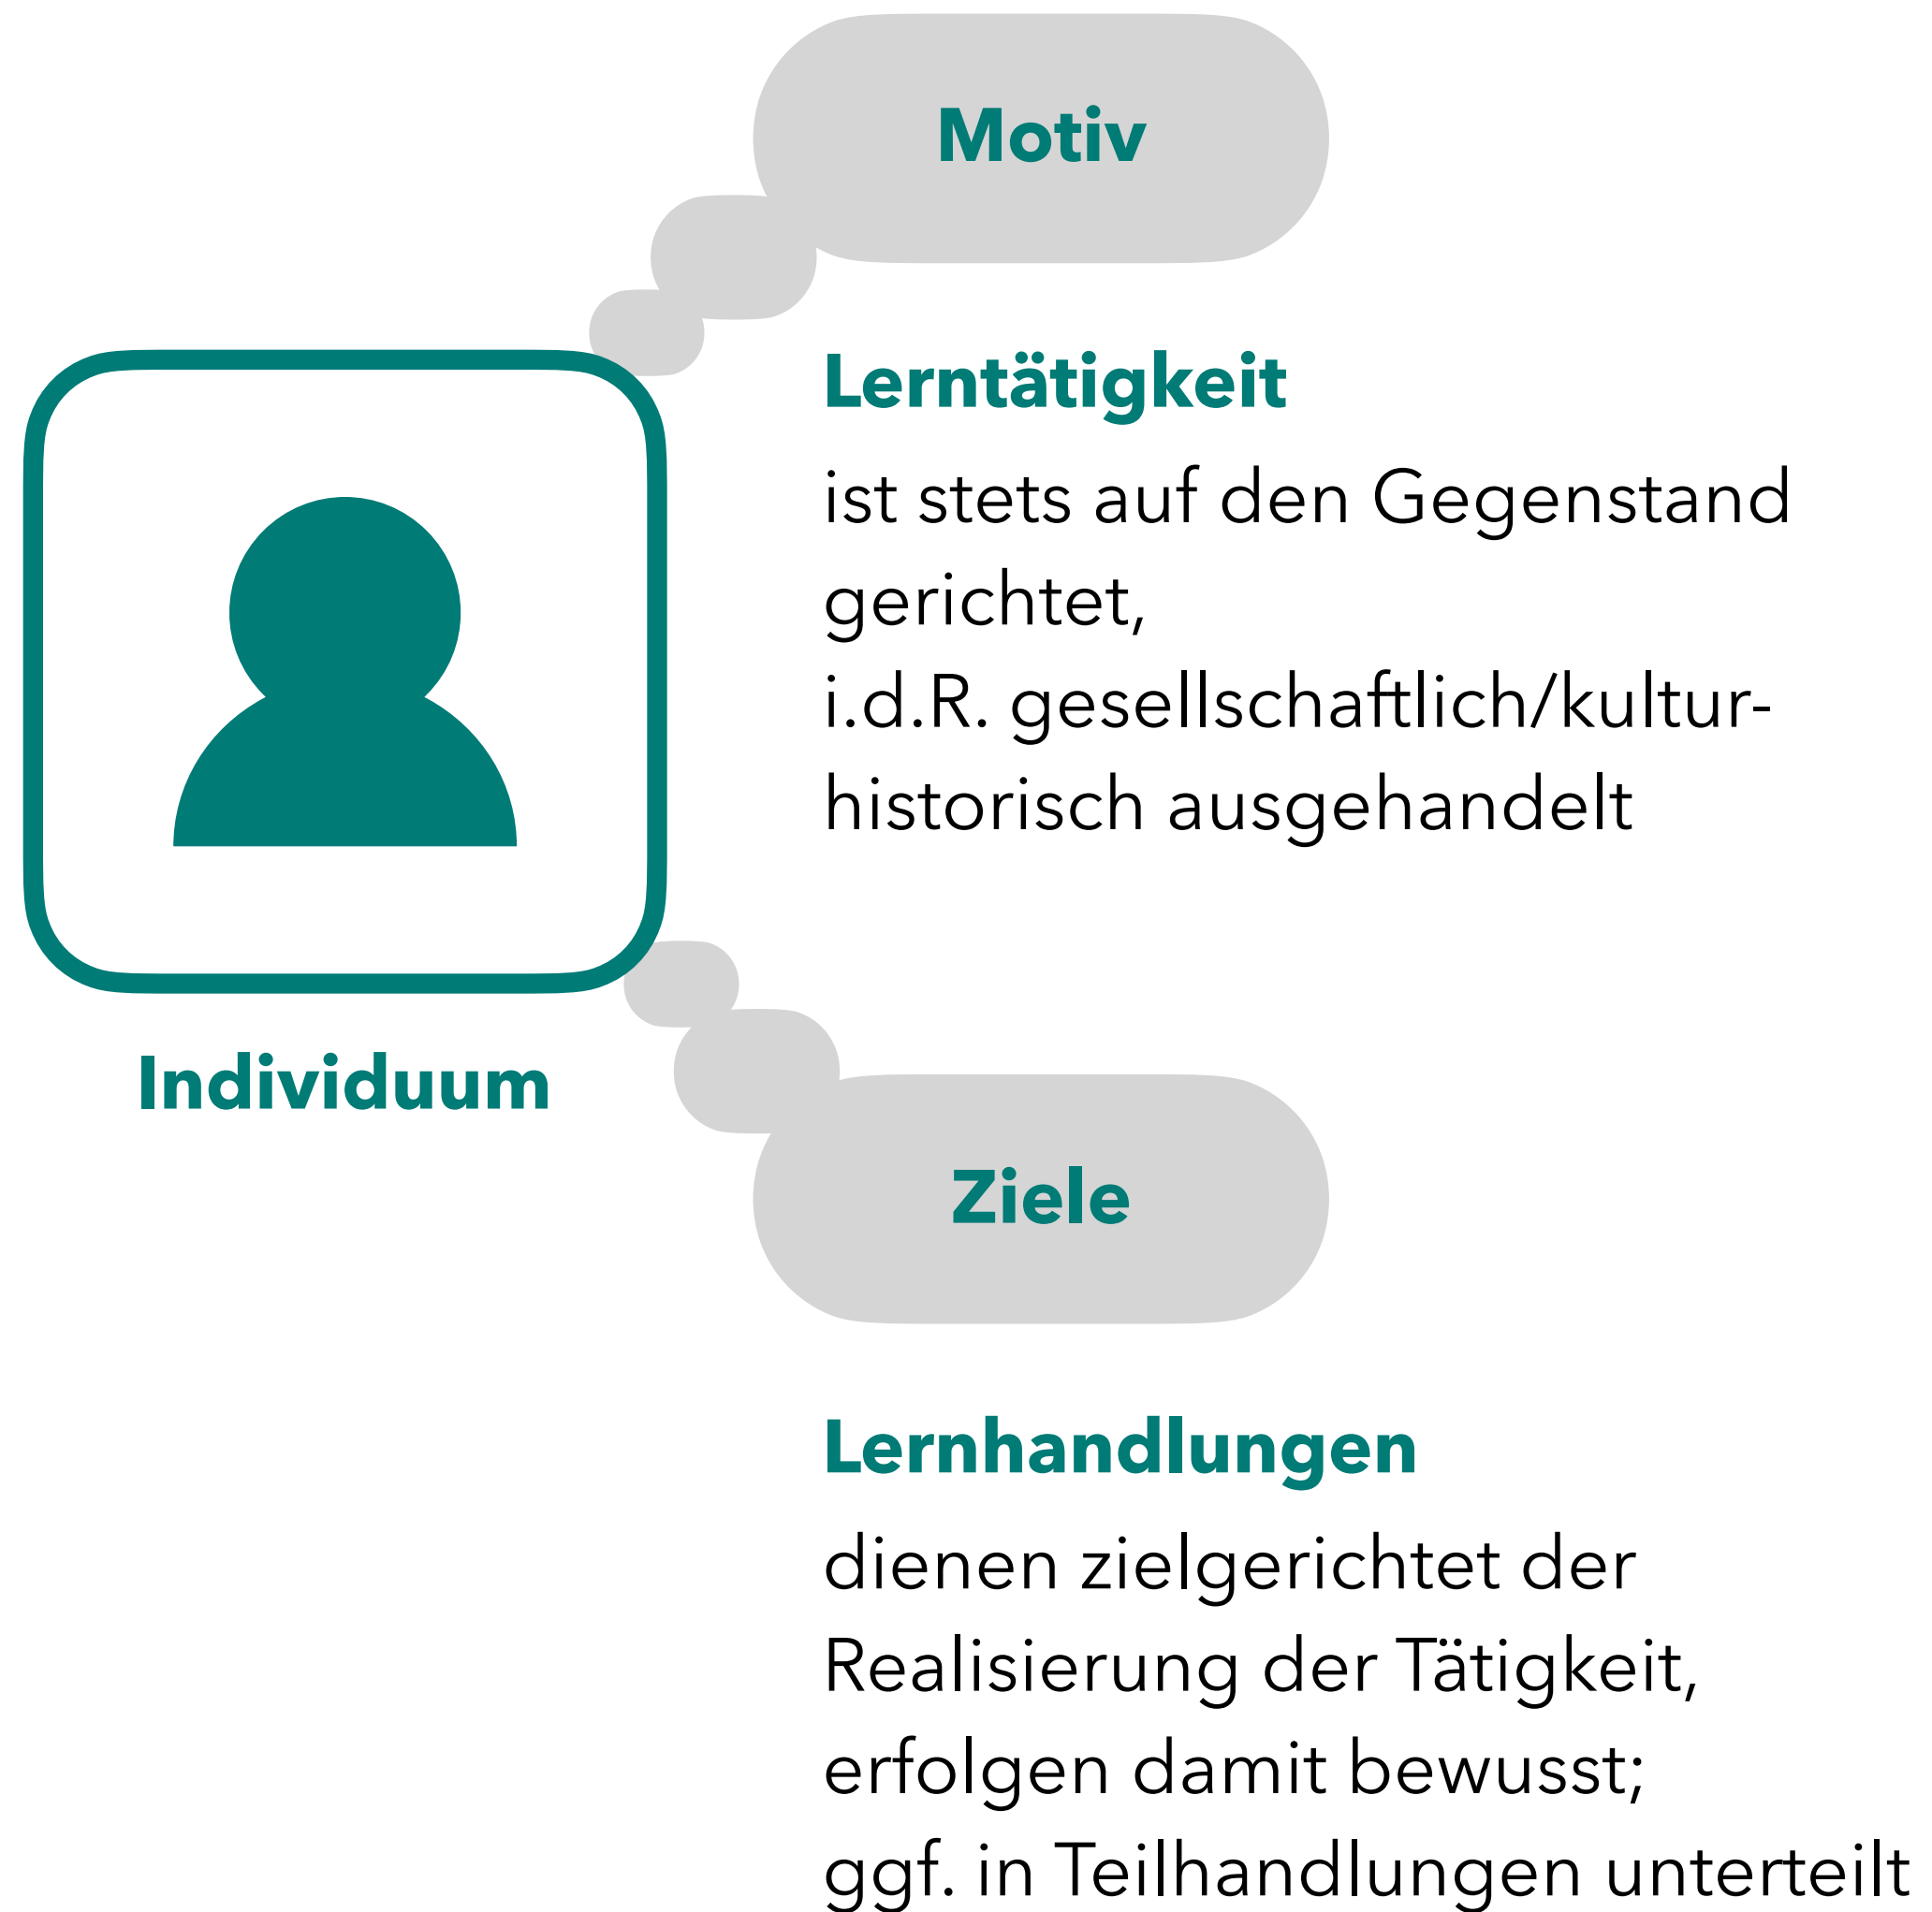 Motiv
Lerntätigkeit
ist stets auf den Gegenstand
gerichtet,
i.d.R. gesellschaftlich/kultur-
historisch ausgehandelt
Individuum
Ziele
Lernhandlungen
dienen zielgerichtet der
Realisierung der Tätigkeit,
erfolgen damit bewusst;
ggf. in Teilhandlungen unterteilt